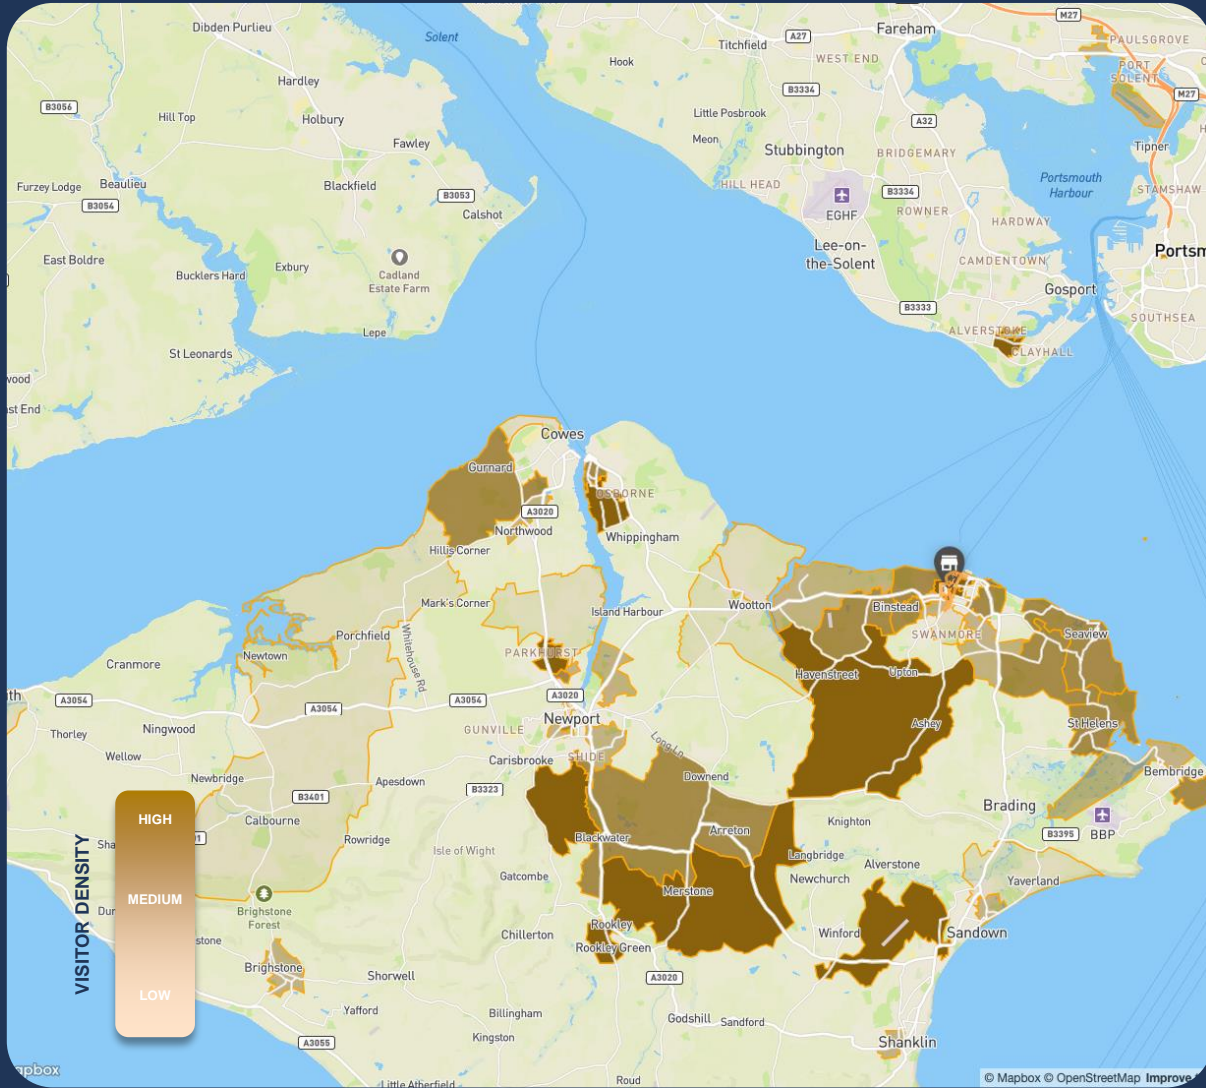 Dibden Purlieu
Solent
Hardley
B3056
Hill Top
Holbury
Fawley
Furzey Lodge
Beaulieu
B3054
Blackfield
B3053
Calshot
East Boldre
Bucklers Hard
Exbury
Cadland
Estate Farm
Lepe
St Leonards
wood
st End
M27
Fareham
Titchfield
A27
WEST END
PAULSGROVE
Hook
PORT
SOLENT
B3334
M27
Little Posbrook
A32
Meon
Stubbington
BRIDGEMARY
Tipner
HILL HEAD
Portsmouth
Harbour
STAMSHAW
B3334
EGHF
ROWNER
HARDWAY
Lee-on-
the-Solent
CAMDENTOWN
Portsm
Gosport
B3333
SOUTHSEA
ALVERSTOKE
CLAYHALL
Cowes
Gurnard
OSBORNE
A3020
Northwood
Whippingham
Hillis Corner
Mark's Corner
Island Harbour
Wootton
Binstead
SWANMORE
Seaview
Porchfield
Whitehouse Rd
PARKHURST
Newtown
Cranmore
Havenstreet
Upton
A3054
A3054
A3054
A3020
Newport
Ashey
St Helens
Thorley
Ningwood
GUNVILLE
Long La
Wellow
Carisbrooke
SHIDE
Newbridge
Apesdown
B3323
Downend
Bembridge
B3401
Calbourne
Brading
Knighton
B3395
BBP
HIGH
Rowridge
Isle of Wight
Blackwater
Arreton
Langbridge
Alverstone
Gatcombe
Newchurch
Yaverland
MEDIUM
VISITOR DENSITY
Merstone
Brighstone
Forest
Chillerton
Rookley
Winford
Sandown
Rookley Green
LOW
Brighstone
Shorwell
A3020
Yafford
Billingham
Godshill
Sandford
Kingston
A3055
Shanklin
Roud
Little Atherfield
apbox
© Mapbox © OpenStreetMap Improve